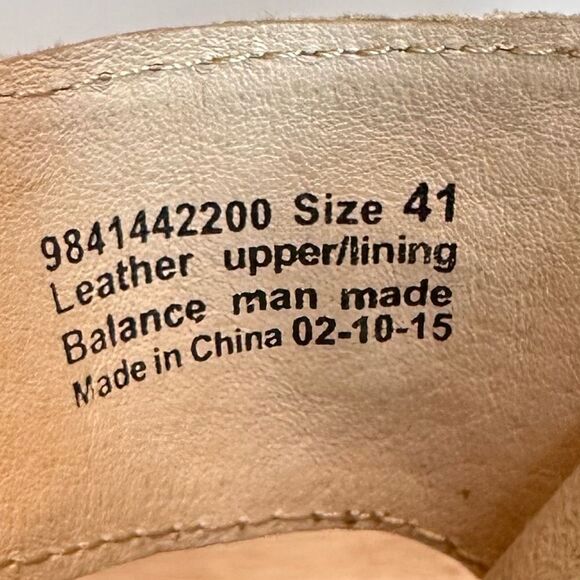 9841442200 Size 41
Leather upper/lining
Balance man made
Made in China 02-10-15